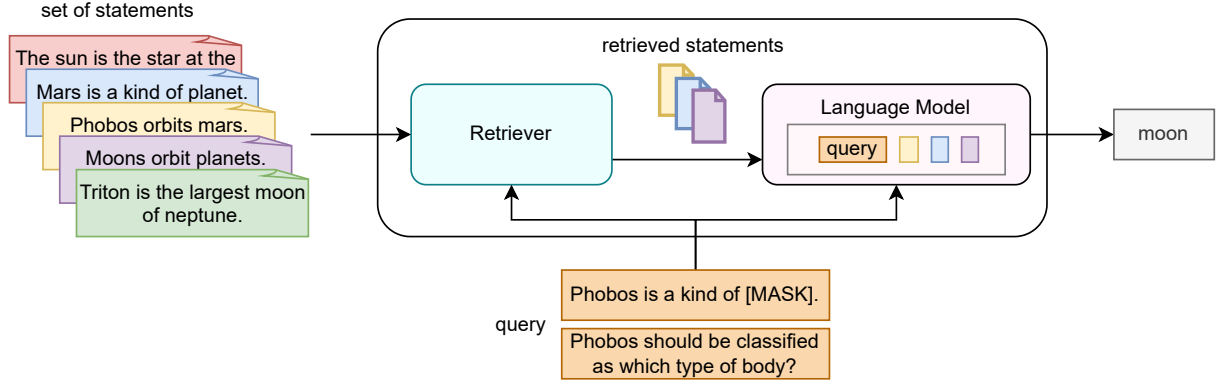 set of statements
The sun is the star at the
Mars is a kind of planet.
Phobos orbits mars.
Moons orbit planets.
Triton is the largest moon
of neptune.
retrieved statements
Retriever
Language Model
query
moon
Phobos is a kind of [MASK].
query
Phobos should be classified
as which type of body?